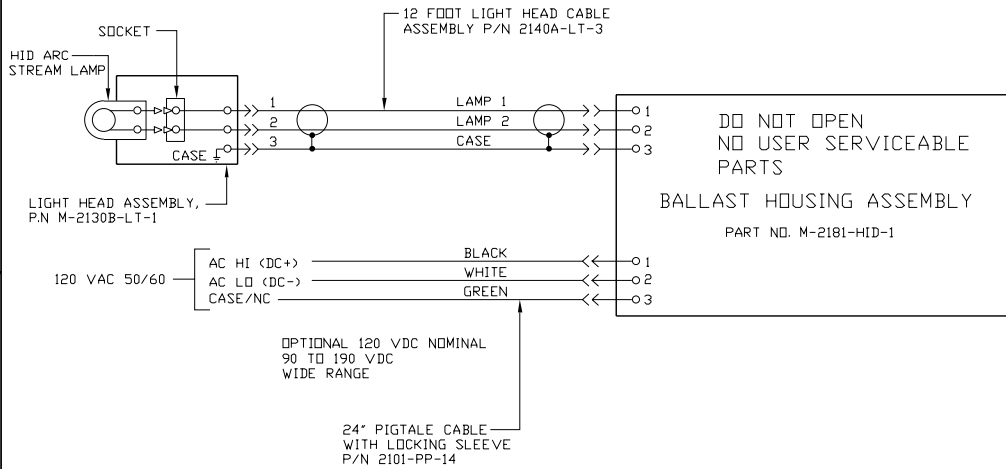 12 FOOT LIGHT HEAD CABLE
ASSEMBLY P/N 2140A-LT-3
SOCKET
HID ARC
STREAM LAMP
1
LAMP 1
1
2
LAMP 2
2
3
CASE
3
CASE
DO NOT OPEN
NO USER SERVICEABLE
PARTS
BALLAST HOUSING ASSEMBLY
PART NO. M-2181-HID-1
LIGHT HEAD ASSEMBLY,
P.N M-2130B-LT-1
120 VAC 50/60
AC HI (DC+)
BLACK
1
AC LO (DC-)
WHITE
2
CASE/NC
GREEN
3
OPTIONAL 120 VDC NOMINAL
90 TO 190 VDC
WIDE RANGE
24" PIGTALE CABLE
WITH LOCKING SLEEVE
P/N 2101-PP-14